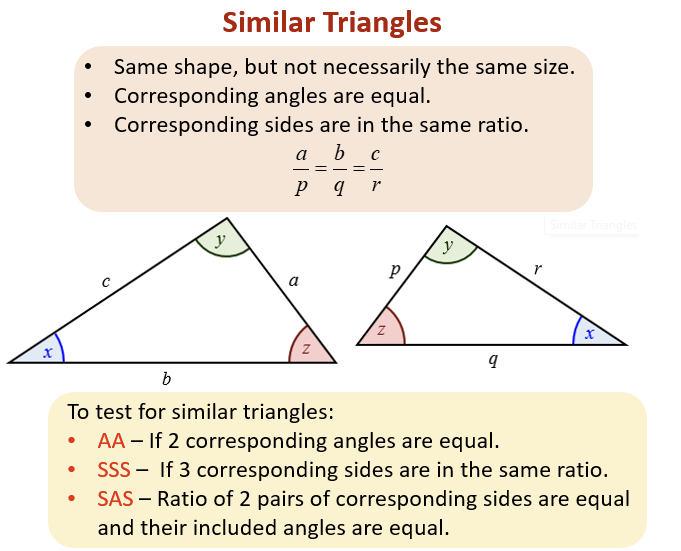 Similar Triangles
• Same shape, but not necessarily the same size.
• Corresponding angles are equal.
• Corresponding sides are in the same ratio.
a/p = b/q = c/r
Similar Triangles
y
c
a
x
z
b
y
p
r
z
x
q
To test for similar triangles:
• AA – If 2 corresponding angles are equal.
• SSS – If 3 corresponding sides are in the same ratio.
• SAS – Ratio of 2 pairs of corresponding sides are equal
and their included angles are equal.